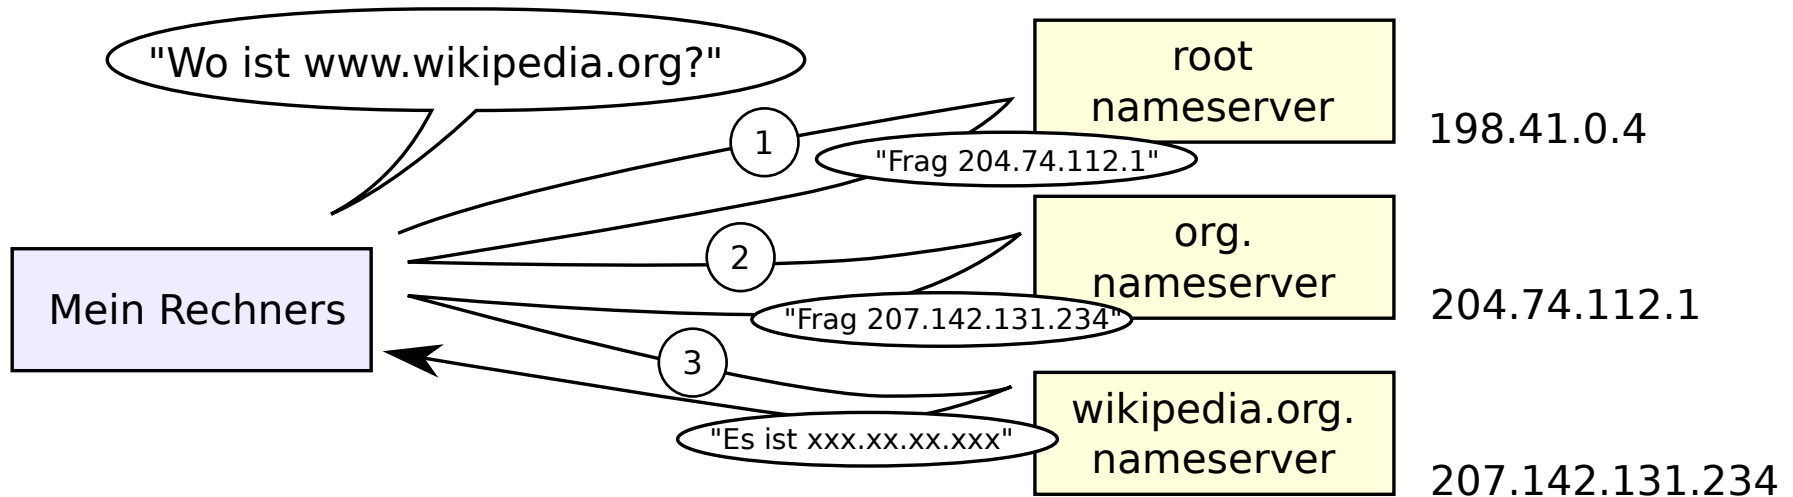 "Wo ist www.wikipedia.org?"
root
nameserver
198.41.0.4
1
"Frag 204.74.112.1"
org.
nameserver
204.74.112.1
2
"Frag 207.142.131.234"
Mein Rechners
3
wikipedia.org.
nameserver
207.142.131.234
"Es ist xxx.xx.xx.xxx"